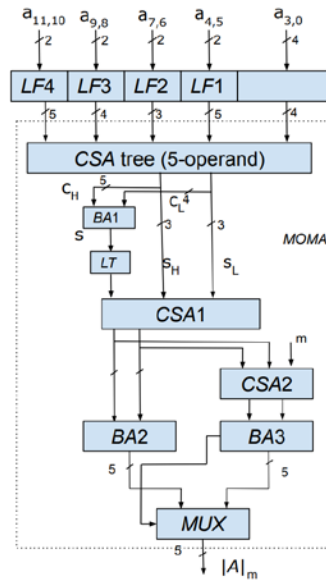 a11,10 a9,8 a7,6 a4,5 a3,0
2 2 2 2 4
LF4 LF3 LF2 LF1
5 4 3 5 4
CSA tree (5-operand)
CH 5 CL 4
BA1
S 3 3 MOMA
LT SH SL
CSA1
m
CSA2
BA2 BA3
5 5
MUX
5 |A|m